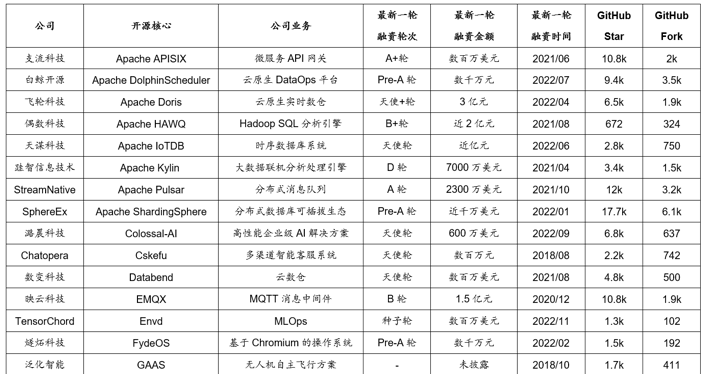 公司 开源核心 公司业务 最新一轮融资轮次 最新一轮融资金额 最新一轮融资时间 GitHub Star GitHub Fork
支流科技 Apache APISIX 微服务 API 网关 A+轮 数百万美元 2021/06 10.8k 2k
白鲸开源 Apache DolphinScheduler 云原生 DataOps 平台 Pre-A 轮 数千万元 2022/07 9.4k 3.5k
飞轮科技 Apache Doris 云原生实时数仓 天使+轮 3 亿元 2022/04 6.5k 1.9k
偶数科技 Apache HAWQ Hadoop SQL 分析引擎 B+轮 近 2 亿元 2021/08 672 324
天谋科技 Apache IoTDB 时序数据库系统 天使轮 近亿元 2022/06 2.8k 750
跬智信息技术 Apache Kylin 大数据联机分析处理引擎 D 轮 7000 万美元 2021/04 3.4k 1.5k
StreamNative Apache Pulsar 分布式消息队列 A 轮 2300 万美元 2021/10 12k 3.2k
SphereEx Apache ShardingSphere 分布式数据库可插拔生态 Pre-A 轮 近千万美元 2022/01 17.7k 6.1k
潞晨科技 Colossal-AI 高性能企业级 AI 解决方案 天使轮 600 万美元 2022/09 6.8k 637
Chatopera Cskefu 多渠道智能客服系统 天使轮 数百万元 2018/08 2.2k 742
数变科技 Databend 云数仓 天使轮 数百万美元 2021/08 4.8k 500
映云科技 EMQX MQTT 消息中间件 B 轮 1.5 亿元 2020/12 10.8k 1.9k
TensorChord Envd MLOps 种子轮 数百万美元 2022/11 1.3k 102
燧炻科技 FydeOS 基于 Chromium 的操作系统 Pre-A 轮 数千万元 2022/02 1.5k 192
泛化智能 GAAS 无人机自主飞行方案 - 未披露 2018/10 1.7k 411